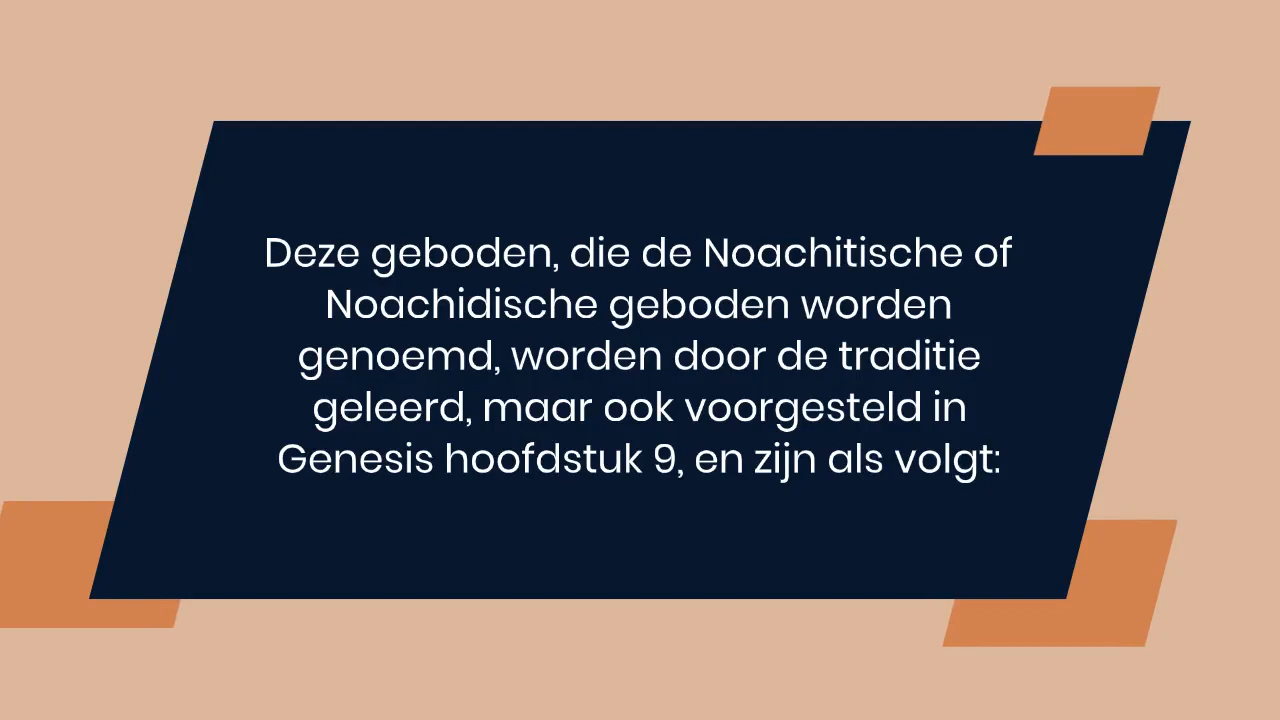 Deze geboden, die de Noachitische of
Noachidische geboden worden
genoemd, worden door de traditie
geleerd, maar ook voorgesteld in
Genesis hoofdstuk 9, en zijn als volgt: